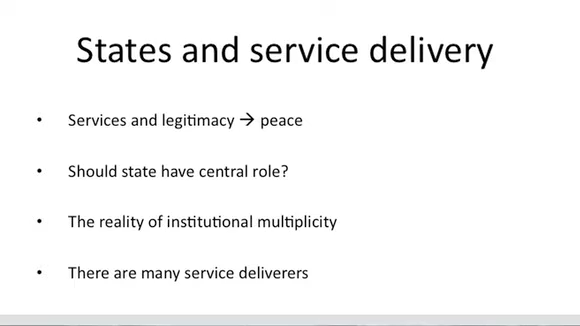 States and service delivery
• Services and legitimacy → peace
• Should state have central role?
• The reality of institutional multiplicity
• There are many service deliverers